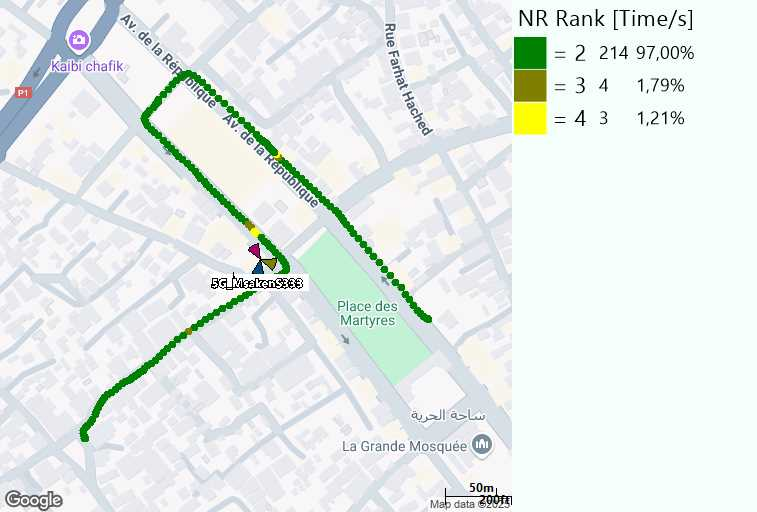 NR Rank [Time/s]
= 2 214 97,00%
= 3 4 1,79%
= 4 3 1,21%
Av. de la République
Rue Farhat Hached
Kaibi chafik
P1
Av. de la République
Place des
Martyres
ساحة الحرية
La Grande Mosquée
50m
200ft
Google
Map data ©2025